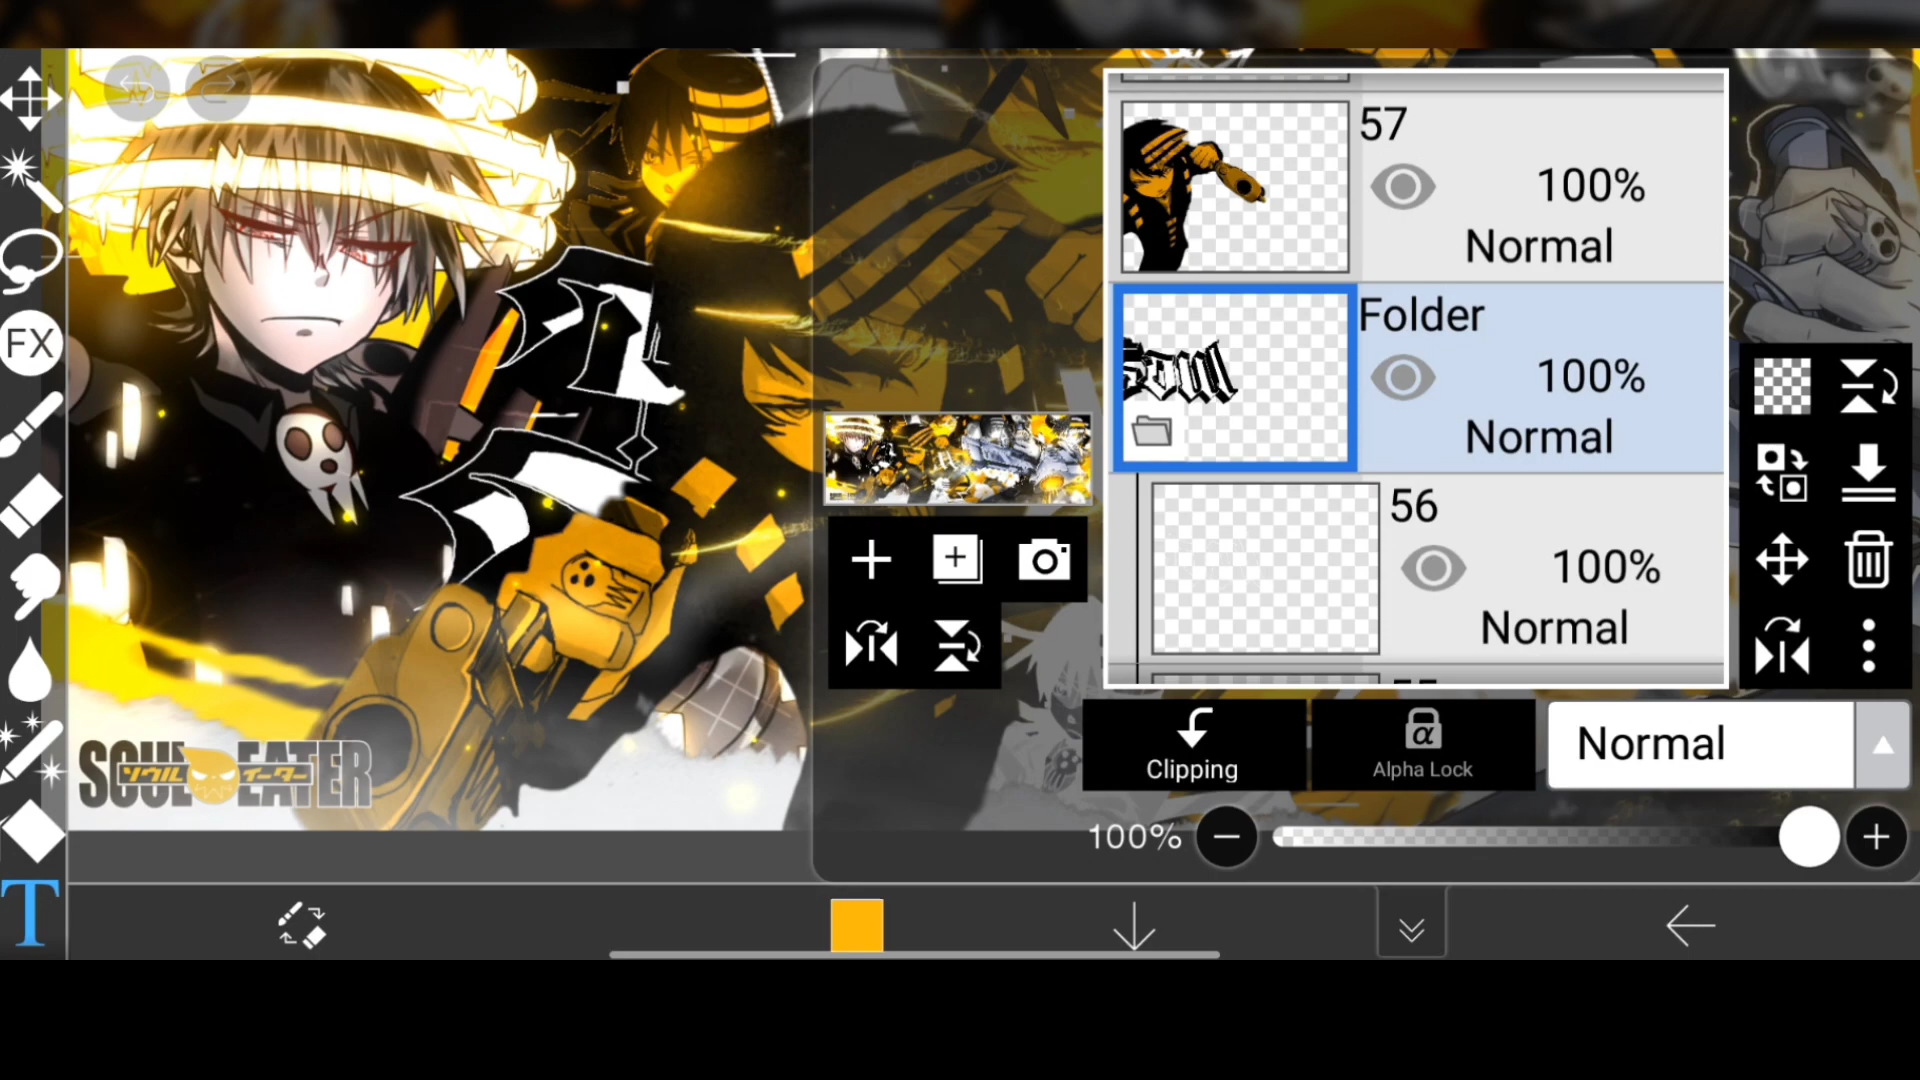 FX
T
SOUL EATER
ソウル イーター
57
100%
Normal
Folder
100%
Normal
Soul
56
100%
Normal
Clipping
α
Alpha Lock
Normal
100%